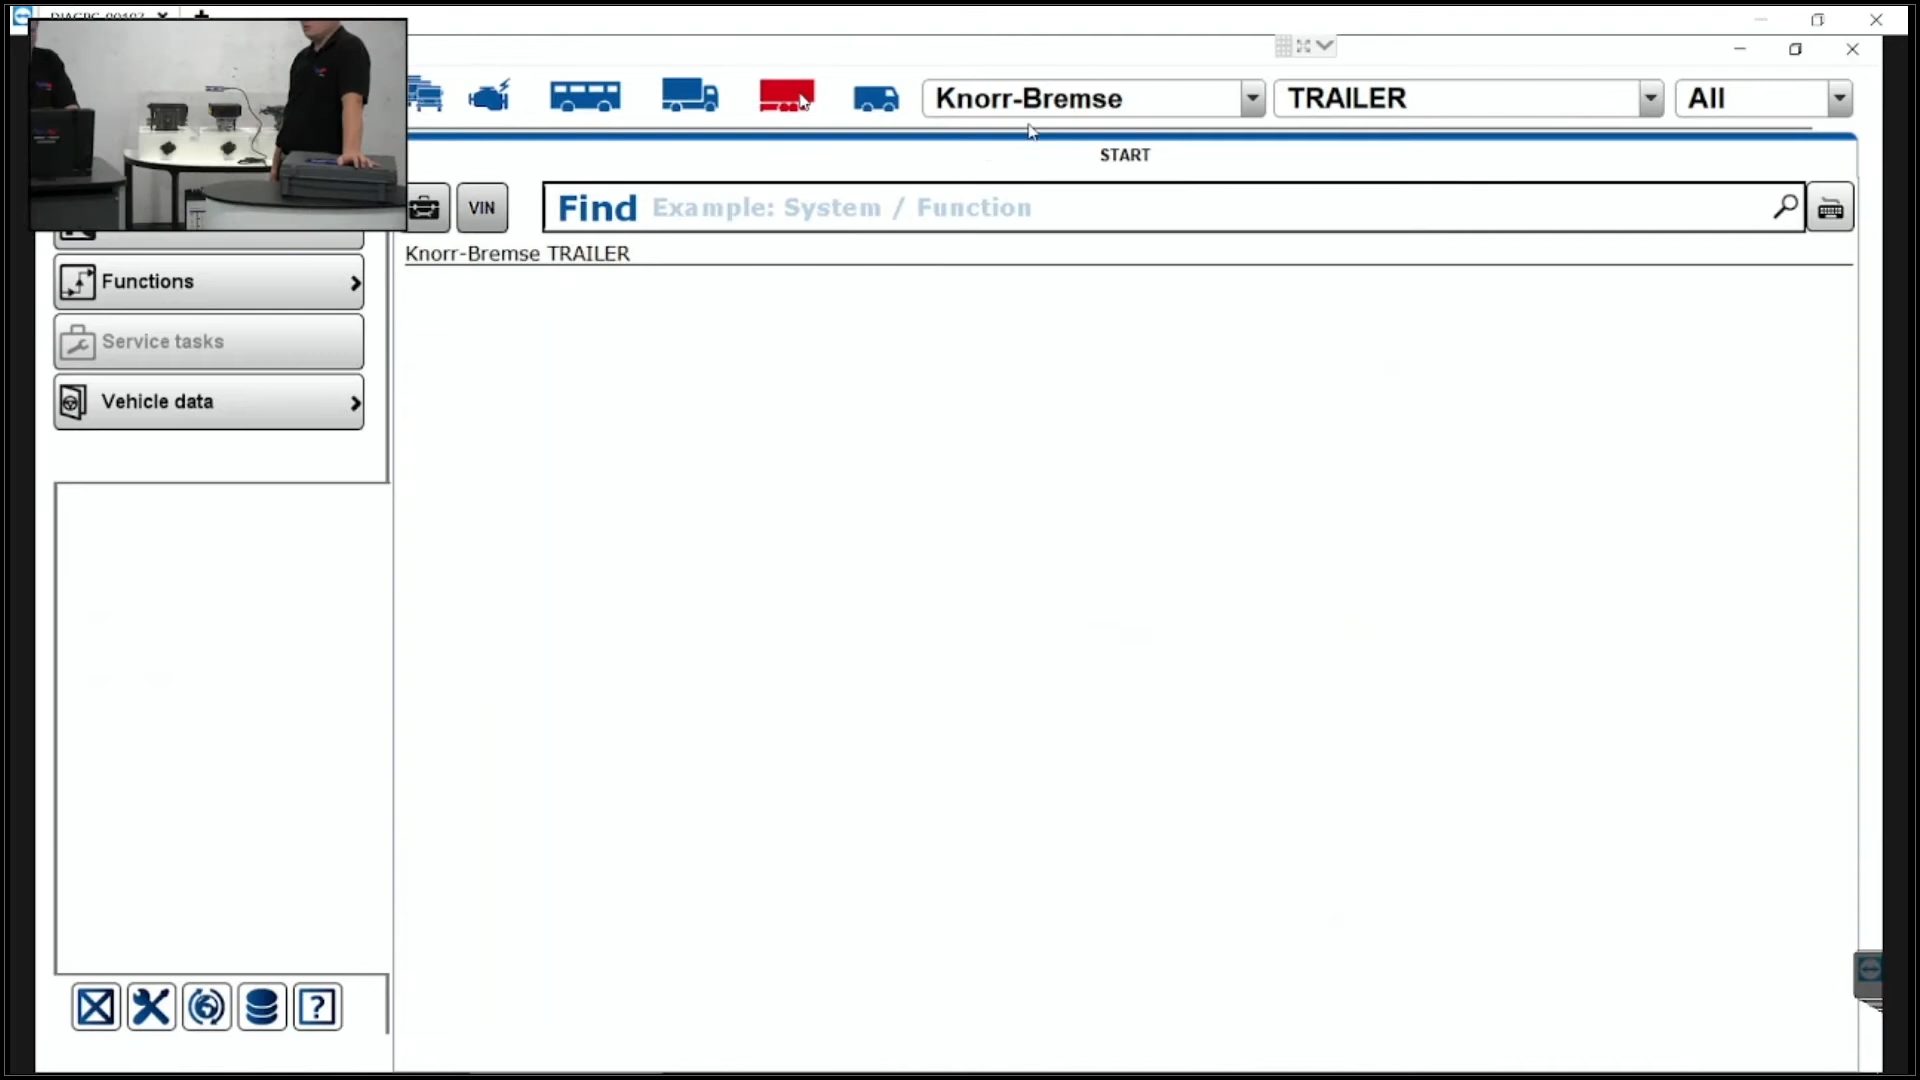 Knorr-Bremse
TRAILER
All
START
VIN
Find Example: System / Function
Knorr-Bremse TRAILER
Functions
Service tasks
Vehicle data
?